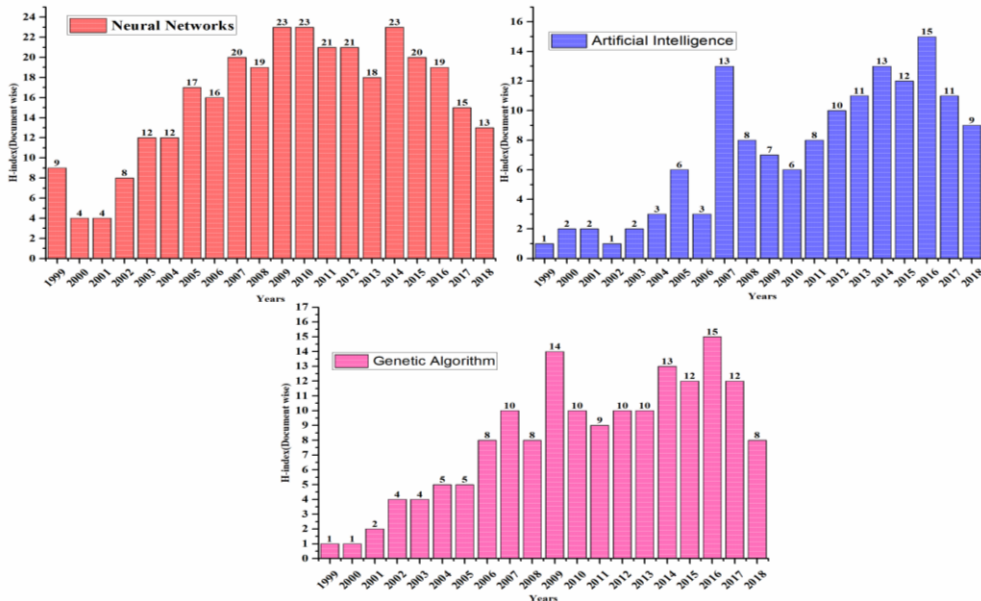 Neural Networks
H-index(Document wise)
24
22
20
18
16
14
12
10
8
6
4
2
0
9 4 4 8 12 12 17 16 20 19 23 23 21 21 18 23 20 19 15 13
1999 2000 2001 2002 2003 2004 2005 2006 2007 2008 2009 2010 2011 2012 2013 2014 2015 2016 2017 2018
Years
Artificial Intelligence
H-index(Document wise)
16
14
12
10
8
6
4
2
0
1 2 2 1 2 3 6 3 13 8 7 6 8 10 11 13 12 15 11 9
1999 2000 2001 2002 2003 2004 2005 2006 2007 2008 2009 2010 2011 2012 2013 2014 2015 2016 2017 2018
Years
Genetic Algorithm
H-index(Document wise)
17
16
15
14
13
12
11
10
9
8
7
6
5
4
3
2
1
0
1 1 2 4 4 5 5 8 10 8 14 10 9 10 10 13 12 15 12 8
1999 2000 2001 2002 2003 2004 2005 2006 2007 2008 2009 2010 2011 2012 2013 2014 2015 2016 2017 2018
Years